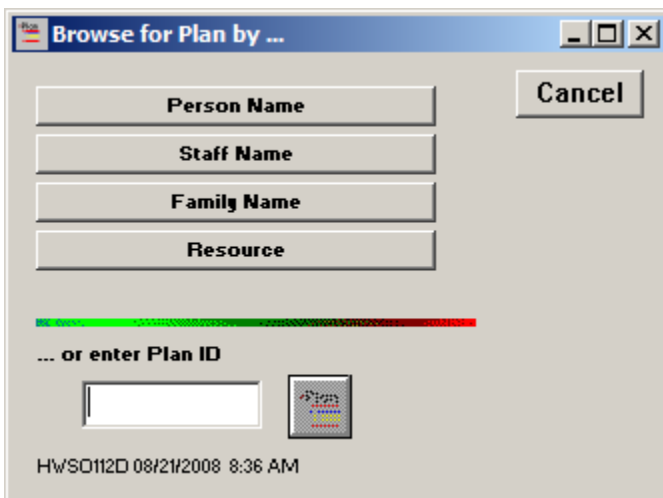 Browse for Plan by ...
Cancel
Person Name
Staff Name
Family Name
Resource
... or enter Plan ID
Plan
HWSO112D 08/21/2008 8:36 AM